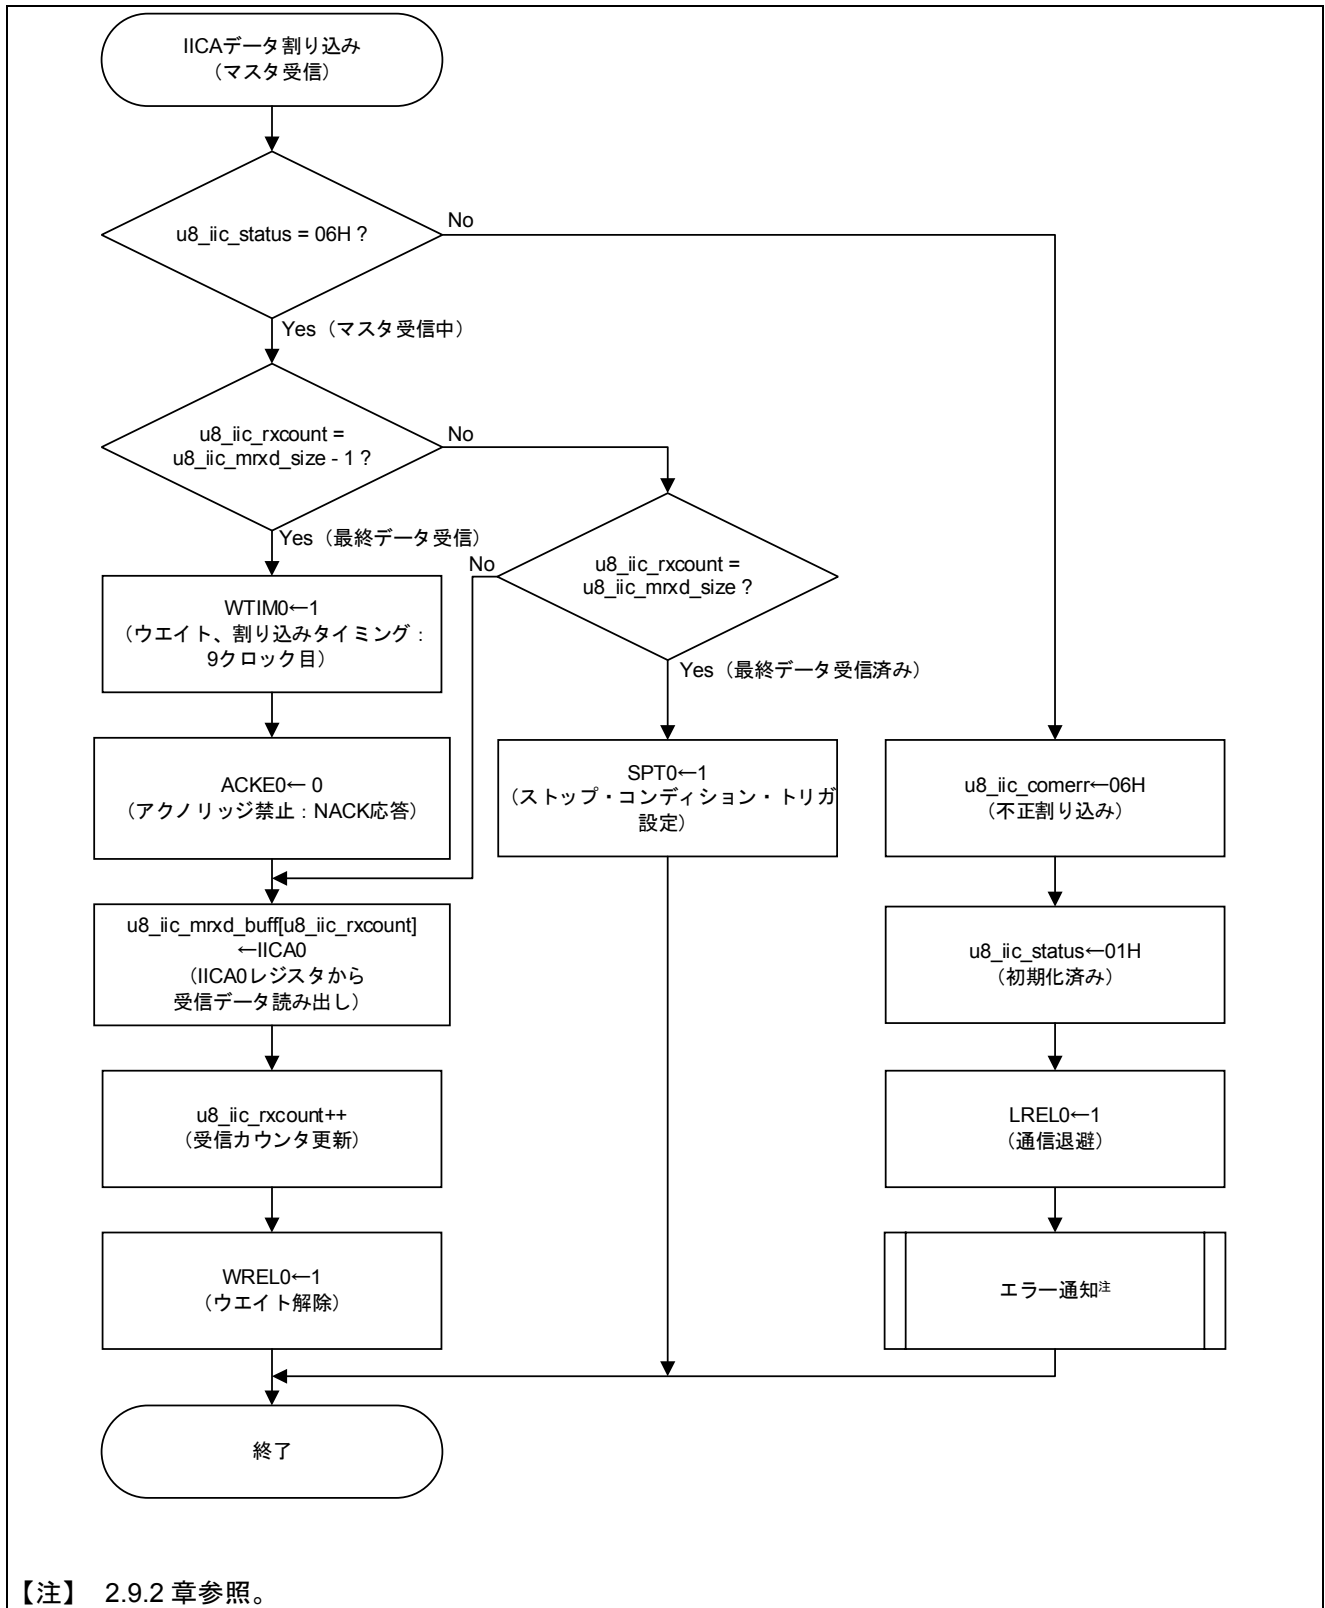 IICAデータ割り込み
（マスタ受信）
u8_iic_status = 06H ?
No
Yes（マスタ受信中）
u8_iic_rxcount =
u8_iic_mrxd_size - 1 ?
No
Yes（最終データ受信）
u8_iic_rxcount =
u8_iic_mrxd_size ?
No
Yes（最終データ受信済み）
WTIM0←1
（ウエイト、割り込みタイミング：
9クロック目）
ACKE0← 0
（アクノリッジ禁止：NACK応答）
SPT0←1
（ストップ・コンディション・トリガ
設定）
u8_iic_comerr←06H
（不正割り込み）
u8_iic_mrxd_buff[u8_iic_rxcount]
←IICA0
（IICA0レジスタから
受信データ読み出し）
u8_iic_status←01H
（初期化済み）
u8_iic_rxcount++
（受信カウンタ更新）
LREL0←1
（通信退避）
WREL0←1
（ウエイト解除）
エラー通知注
終了
【注】 2.9.2 章参照。